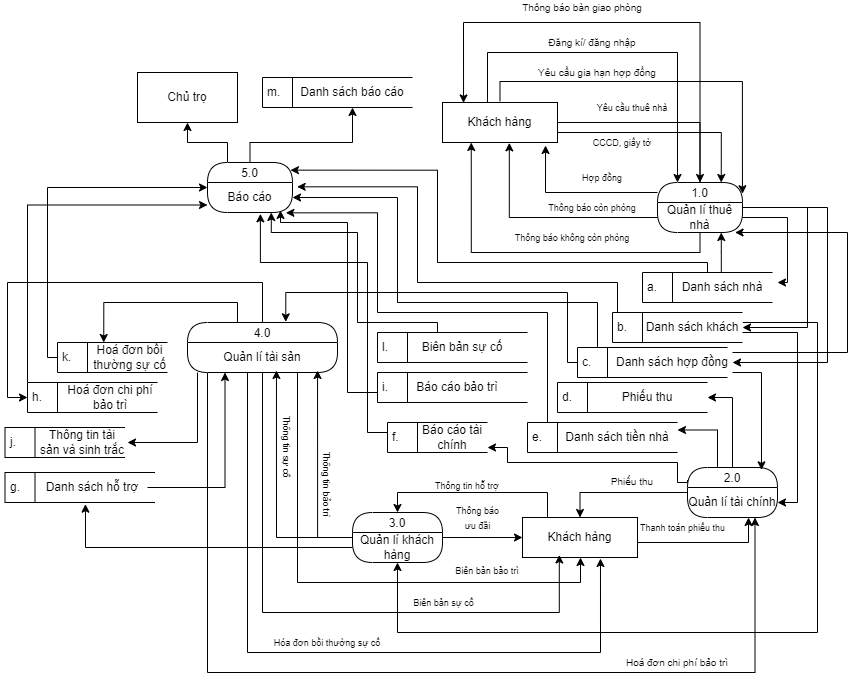 Thông báo bàn giao phòng
Đăng kí/ đăng nhập
Yêu cầu gia hạn hợp đồng
Chủ trọ
m.
Danh sách báo cáo
Khách hàng
Yêu cầu thuê nhà
CCCD, giấy tờ
5.0
Báo cáo
Hợp đồng
1.0
Quản lí thuê
nhà
Thông báo còn phòng
Thông báo không còn phòng
a.
Danh sách nhà
b.
Danh sách khách
4.0
Quản lí tài sản
l.
Biên bản sự cố
k.
Hoá đơn bồi
thường sự cố
c.
Danh sách hợp đồng
i.
Báo cáo bảo trì
h.
Hoá đơn chi phí
bảo trì
d.
Phiếu thu
j.
Thông tin tài
sản và sinh trắc
Thông tin sự cố
Thông tin bảo trì
f.
Báo cáo tài
chính
e.
Danh sách tiền nhà
g.
Danh sách hỗ trợ
Thông tin hỗ trợ
Phiếu thu
2.0
Quản lí tài chính
3.0
Quản lí khách
hàng
Thông báo
ưu đãi
Khách hàng
Thanh toán phiếu thu
Biên bản bảo trì
Biên bản sự cố
Hóa đơn bồi thường sự cố
Hoá đơn chi phí bảo trì